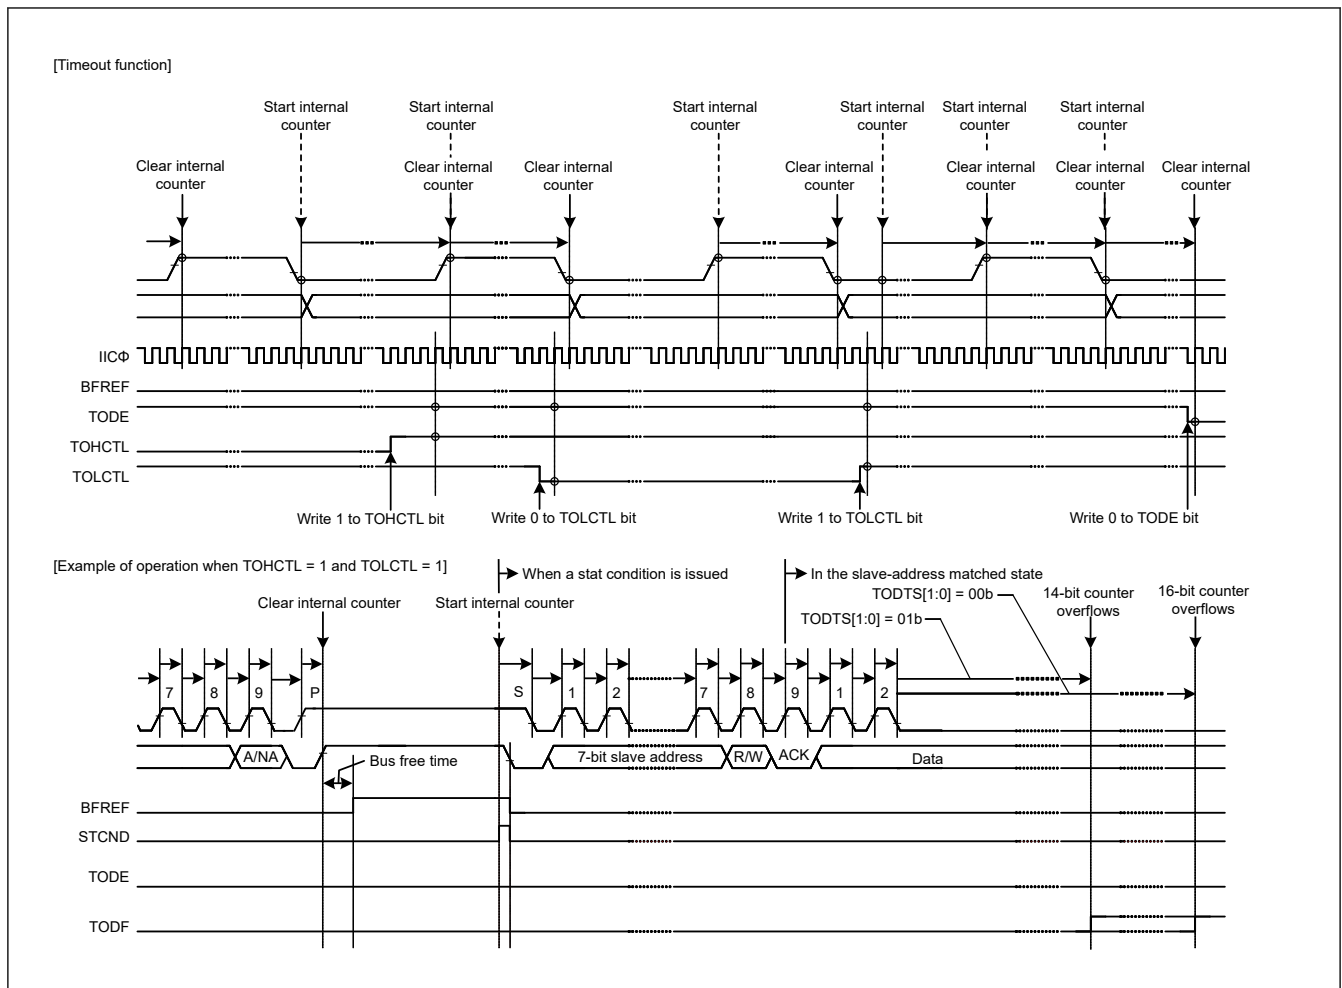 [Timeout function]
Start internal
counter
Start internal
counter
Start internal
counter
Start internal
counter
Start internal
counter
Start internal
counter
Clear internal
counter
Clear internal
counter
Clear internal
counter
Clear internal
counter
Clear internal
counter
Clear internal
counter
Clear internal
counter
IICΦ
BFREF
TODE
TOHCTL
TOLCTL
Write 1 to TOHCTL bit
Write 0 to TOLCTL bit
Write 1 to TOLCTL bit
Write 0 to TODE bit
[Example of operation when TOHCTL = 1 and TOLCTL = 1]
When a stat condition is issued
In the slave-address matched state
TODTS[1:0] = 00b
TODTS[1:0] = 01b
14-bit counter
overflows
16-bit counter
overflows
Clear internal counter
Start internal counter
7 8 9 P S 1 2 7 8 9 1 2
A/NA
7-bit slave address
R/W
ACK
Data
Bus free time
BFREF
STCND
TODE
TODF